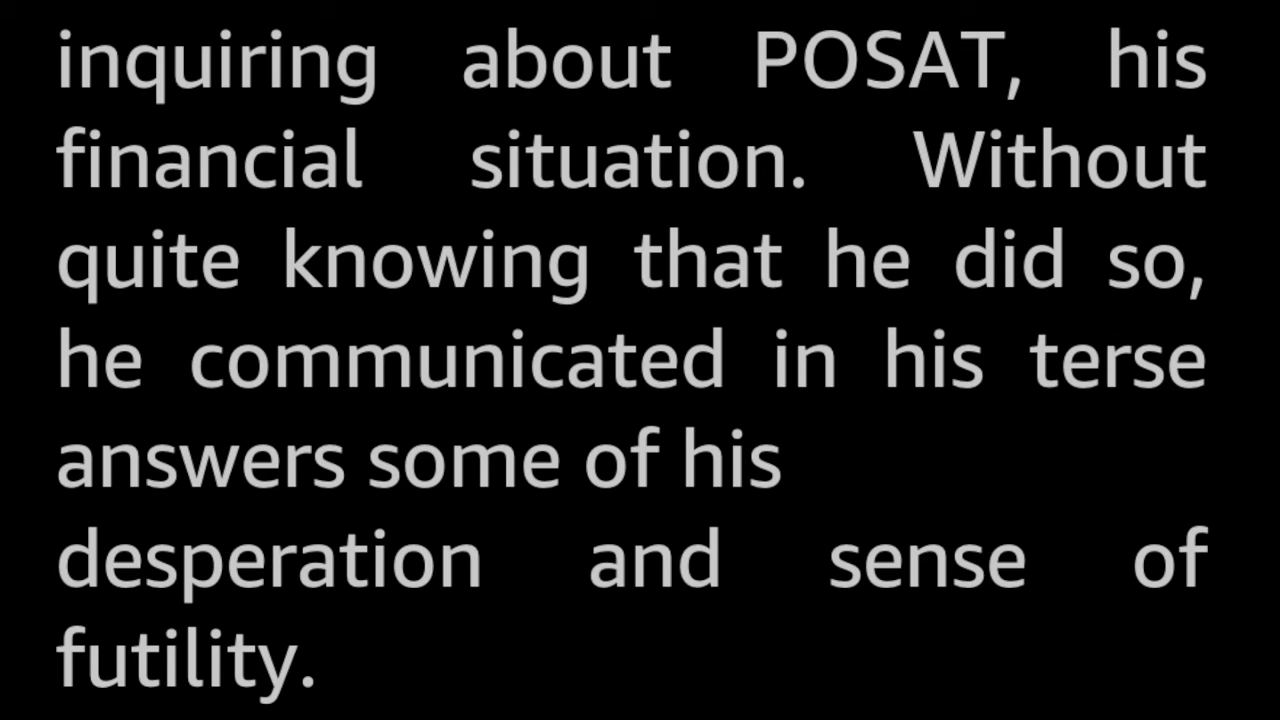 inquiring about POSAT, his
financial situation. Without
quite knowing that he did so,
he communicated in his terse
answers some of his
desperation and sense of
futility.